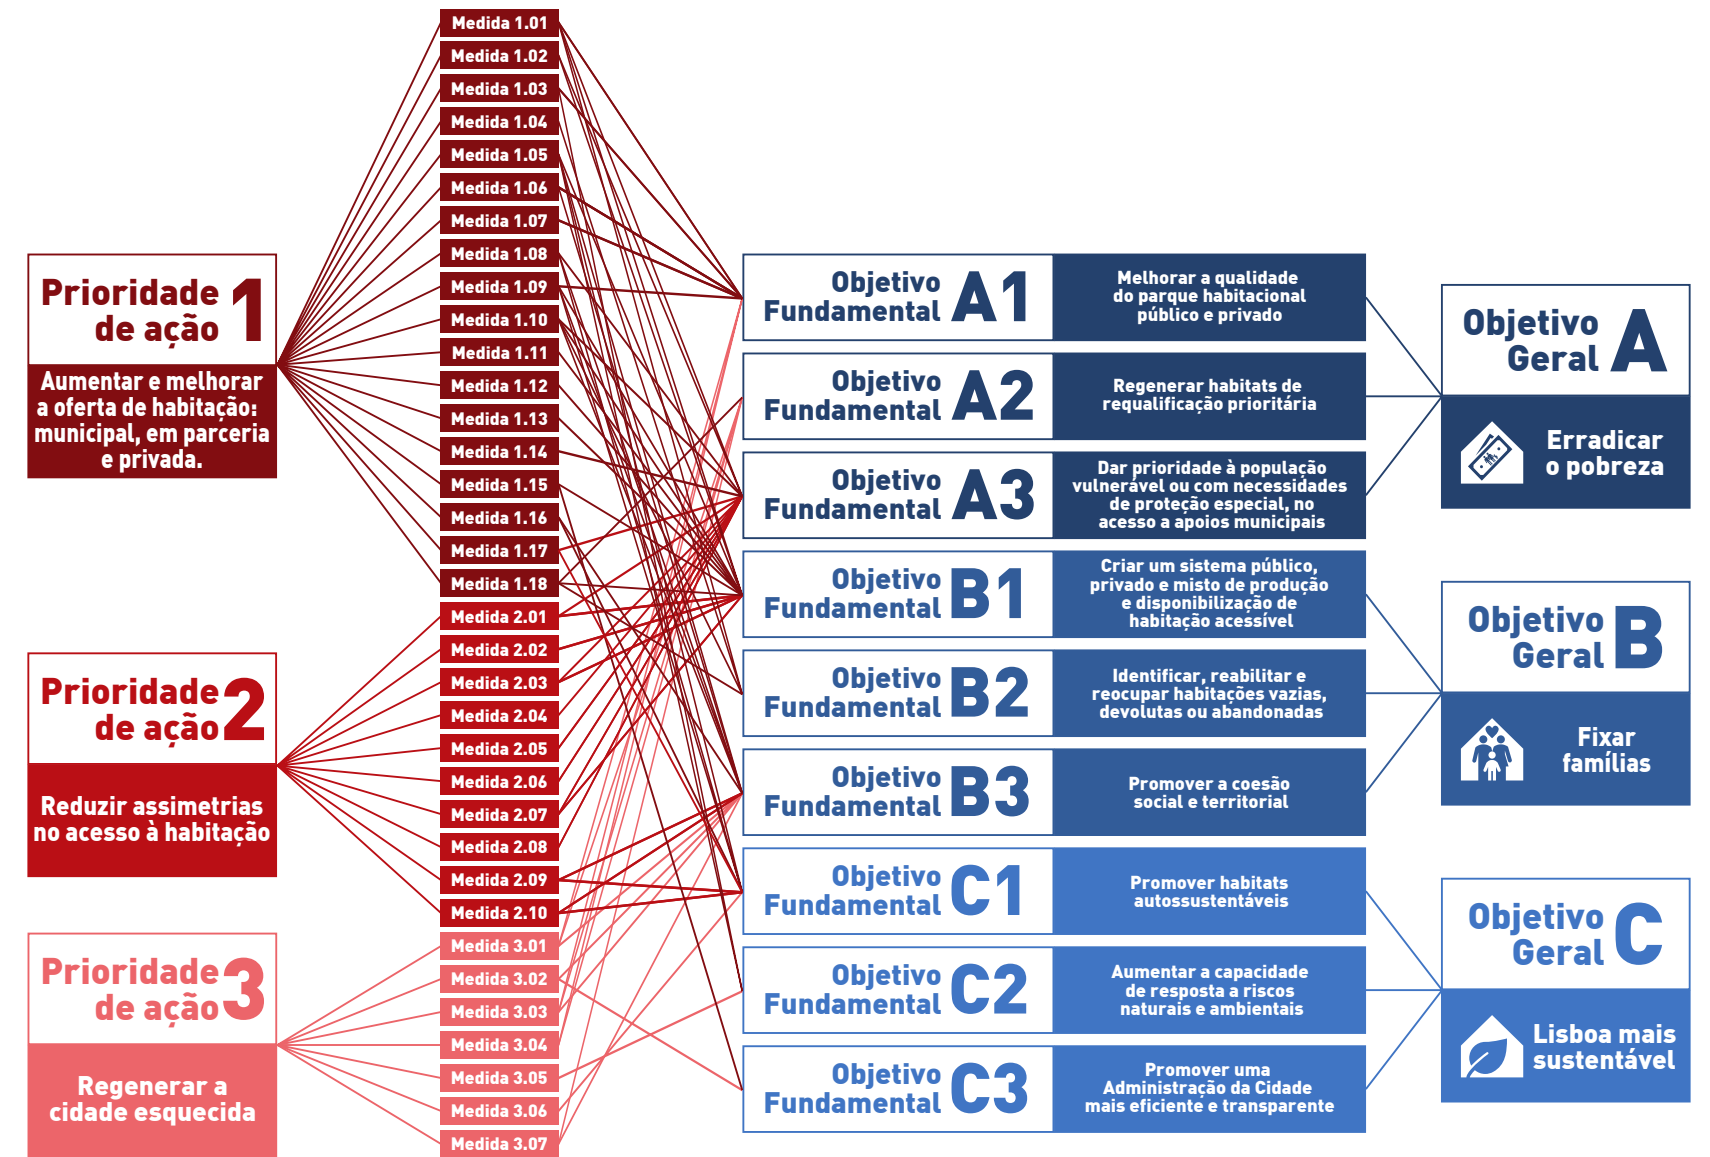 Prioridade
de ação 1
Aumentar e melhorar
a oferta de habitação:
municipal, em parceria
e privada.
Prioridade
de ação 2
Reduzir assimetrias
no acesso à habitação
Prioridade
de ação 3
Regenerar a
cidade esquecida
Medida 1.01
Medida 1.02
Medida 1.03
Medida 1.04
Medida 1.05
Medida 1.06
Medida 1.07
Medida 1.08
Medida 1.09
Medida 1.10
Medida 1.11
Medida 1.12
Medida 1.13
Medida 1.14
Medida 1.15
Medida 1.16
Medida 1.17
Medida 1.18
Medida 2.01
Medida 2.02
Medida 2.03
Medida 2.04
Medida 2.05
Medida 2.06
Medida 2.07
Medida 2.08
Medida 2.09
Medida 2.10
Medida 3.01
Medida 3.02
Medida 3.03
Medida 3.04
Medida 3.05
Medida 3.06
Medida 3.07
Objetivo
Fundamental A1
Melhorar a qualidade
do parque habitacional
público e privado
Objetivo
Fundamental A2
Regenerar habitats de
requalificação prioritária
Objetivo
Fundamental A3
Dar prioridade à população
vulnerável ou com necessidades
de proteção especial, no
acesso a apoios municipais
Objetivo
Fundamental B1
Criar um sistema público,
privado e misto de produção
e disponibilização de
habitação acessível
Objetivo
Fundamental B2
Identificar, reabilitar e
reocupar habitações vazias,
devolutas ou abandonadas
Objetivo
Fundamental B3
Promover a coesão
social e territorial
Objetivo
Fundamental C1
Promover habitats
autossustentáveis
Objetivo
Fundamental C2
Aumentar a capacidade
de resposta a riscos
naturais e ambientais
Objetivo
Fundamental C3
Promover uma
Administração da Cidade
mais eficiente e transparente
Objetivo
Geral A
Erradicar
o pobreza
Objetivo
Geral B
Fixar
famílias
Objetivo
Geral C
Lisboa mais
sustentável